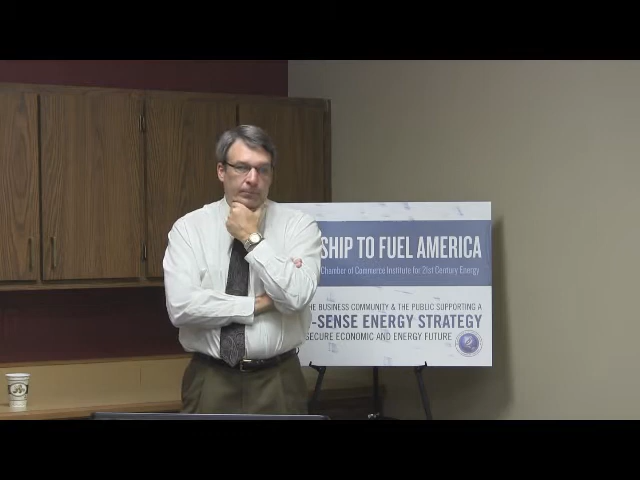 SHIP TO FUEL AMERICA
Chamber of Commerce Institute for 21st Century Energy
THE BUSINESS COMMUNITY & THE PUBLIC SUPPORTING A
-SENSE ENERGY STRATEGY
SECURE ECONOMIC AND ENERGY FUTURE